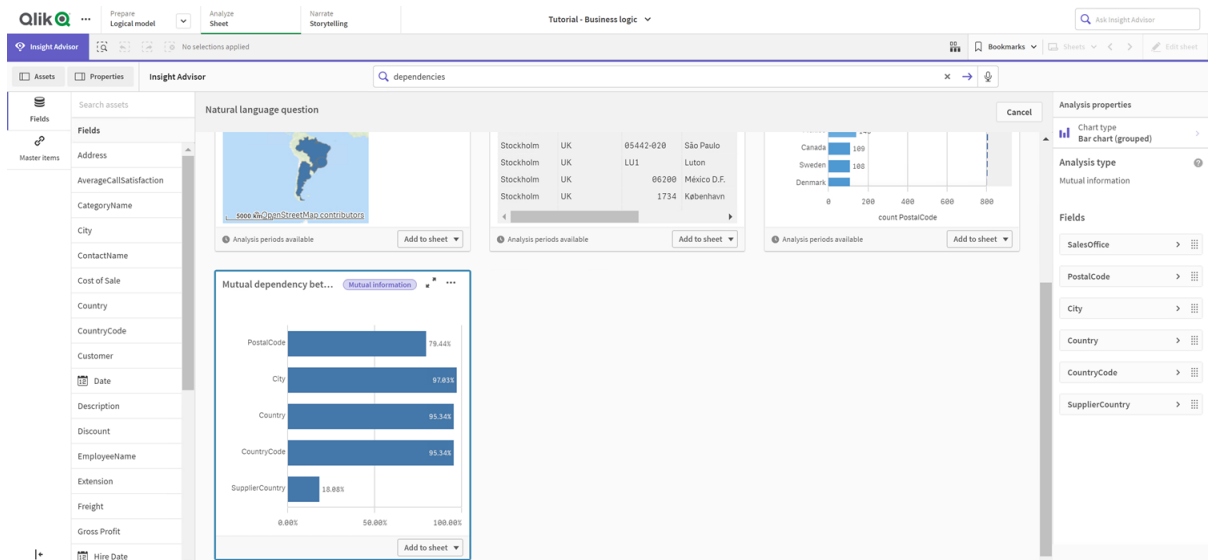 Qlik
Prepare
Logical model
Analyze
Sheet
Narrate
Storytelling
Tutorial - Business logic
Ask Insight Advisor
Insight Advisor
No selections applied
Bookmarks
Sheets
Edit sheet
Assets
Properties
Insight Advisor
dependencies
Fields
Master items
Search assets
Fields
Address
AverageCallSatisfaction
CategoryName
City
ContactName
Cost of Sale
Country
CountryCode
Customer
Date
Description
Discount
EmployeeName
Extension
Freight
Gross Profit
Hire Date
Natural language question
Cancel
5000 km
© OpenStreetMap contributors
Analysis periods available
Add to sheet
Stockholm UK 05442-020 São Paulo
Stockholm UK LU1 Luton
Stockholm UK 06200 México D.F.
Stockholm UK 1734 København
Analysis periods available
Add to sheet
Canada 109
Sweden 108
Denmark
0 200 400 600 800
count PostalCode
Analysis periods available
Add to sheet
Mutual dependency bet...
Mutual information
PostalCode 79.44%
City 97.03%
Country 95.34%
CountryCode 95.34%
SupplierCountry 18.08%
0.00% 50.00% 100.00%
Add to sheet
Analysis properties
Chart type
Bar chart (grouped)
Analysis type
Mutual information
Fields
SalesOffice
PostalCode
City
Country
CountryCode
SupplierCountry